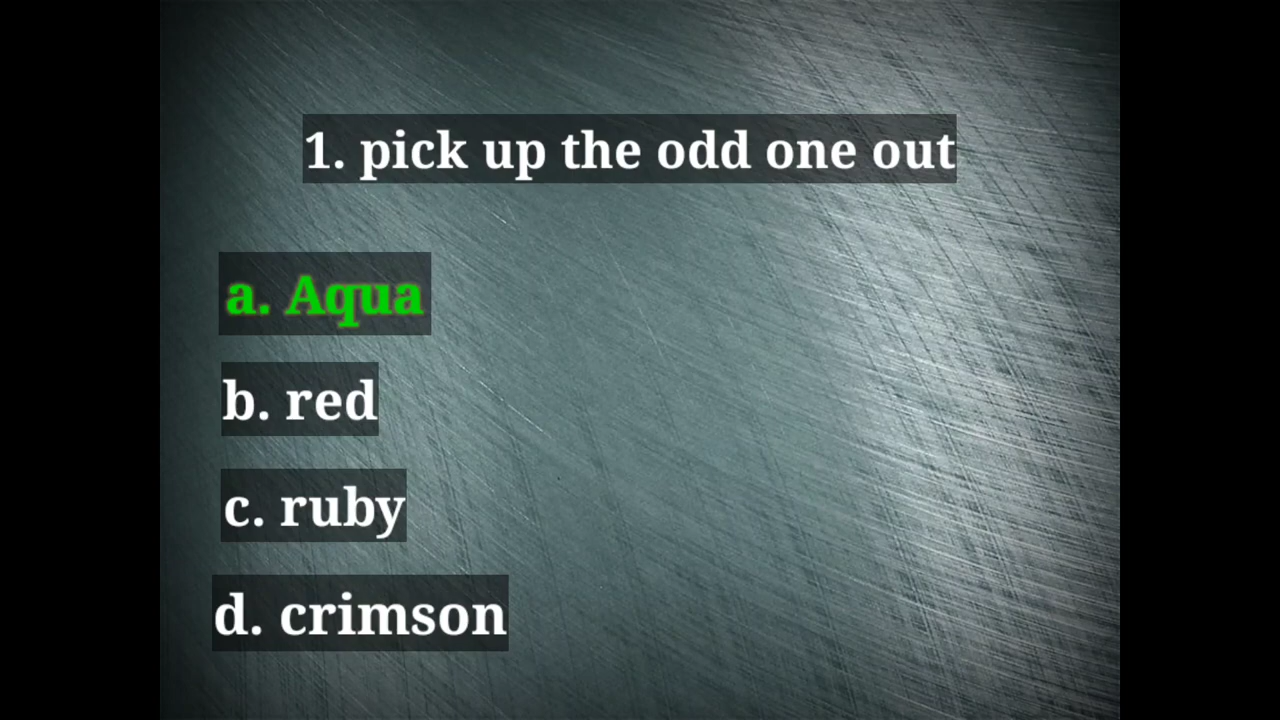 1. pick up the odd one out
a. Aqua
b. red
c. ruby
d. crimson